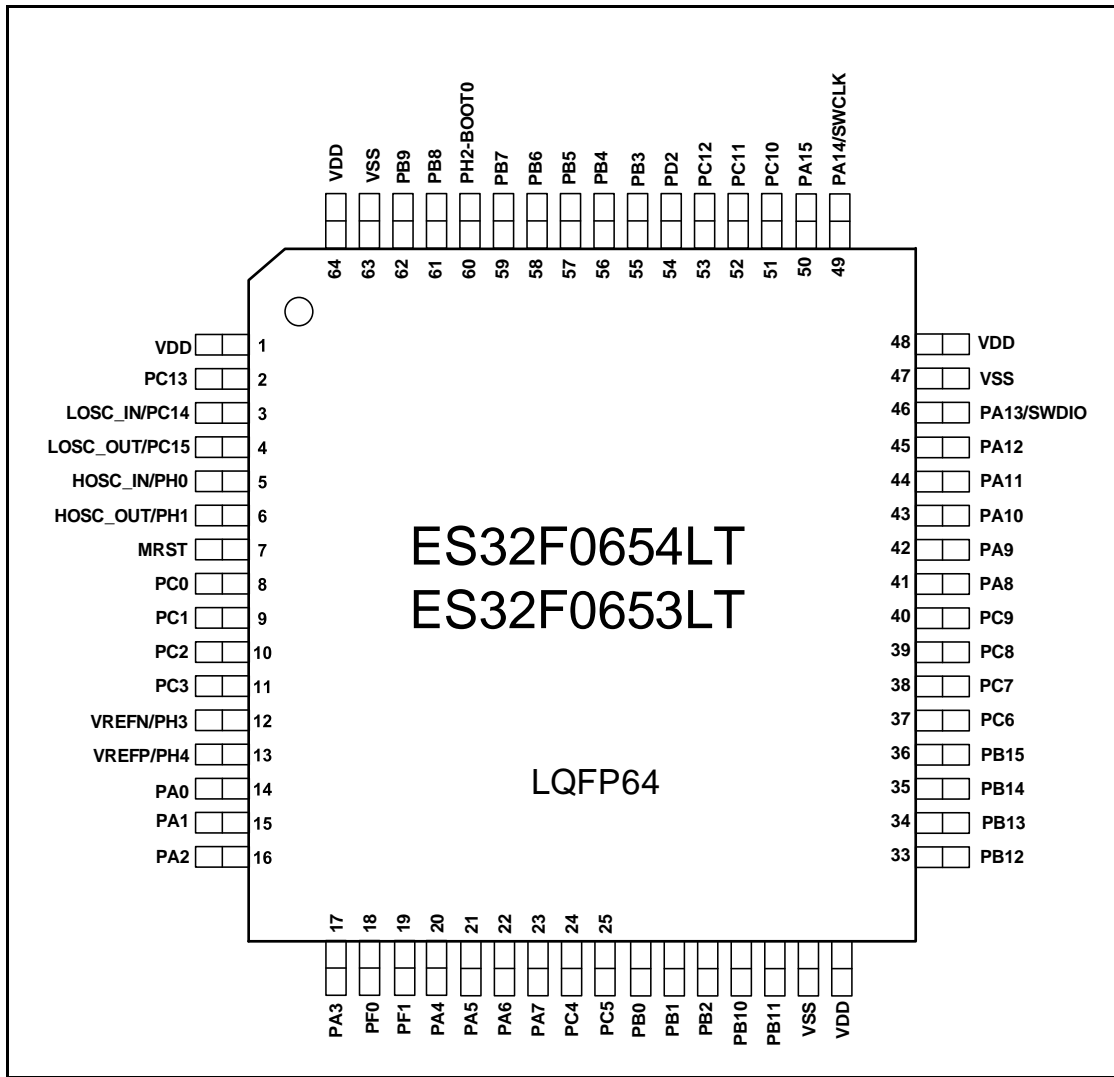 VDD
VSS
PB9
PB8
PH2-BOOT0
PB7
PB6
PB5
PB4
PB3
PD2
PC12
PC11
PC10
PA15
PA14/SWCLK
64
63
62
61
60
59
58
57
56
55
54
53
52
51
50
49
VDD 1
PC13 2
LOSC_IN/PC14 3
LOSC_OUT/PC15 4
HOSC_IN/PH0 5
HOSC_OUT/PH1 6
MRST 7
PC0 8
PC1 9
PC2 10
PC3 11
VREFN/PH3 12
VREFP/PH4 13
PA0 14
PA1 15
PA2 16
ES32F0654LT
ES32F0653LT
LQFP64
48 VDD
47 VSS
46 PA13/SWDIO
45 PA12
44 PA11
43 PA10
42 PA9
41 PA8
40 PC9
39 PC8
38 PC7
37 PC6
36 PB15
35 PB14
34 PB13
33 PB12
17
18
19
20
21
22
23
24
25
PA3
PF0
PF1
PA4
PA5
PA6
PA7
PC4
PC5
PB0
PB1
PB2
PB10
PB11
VSS
VDD